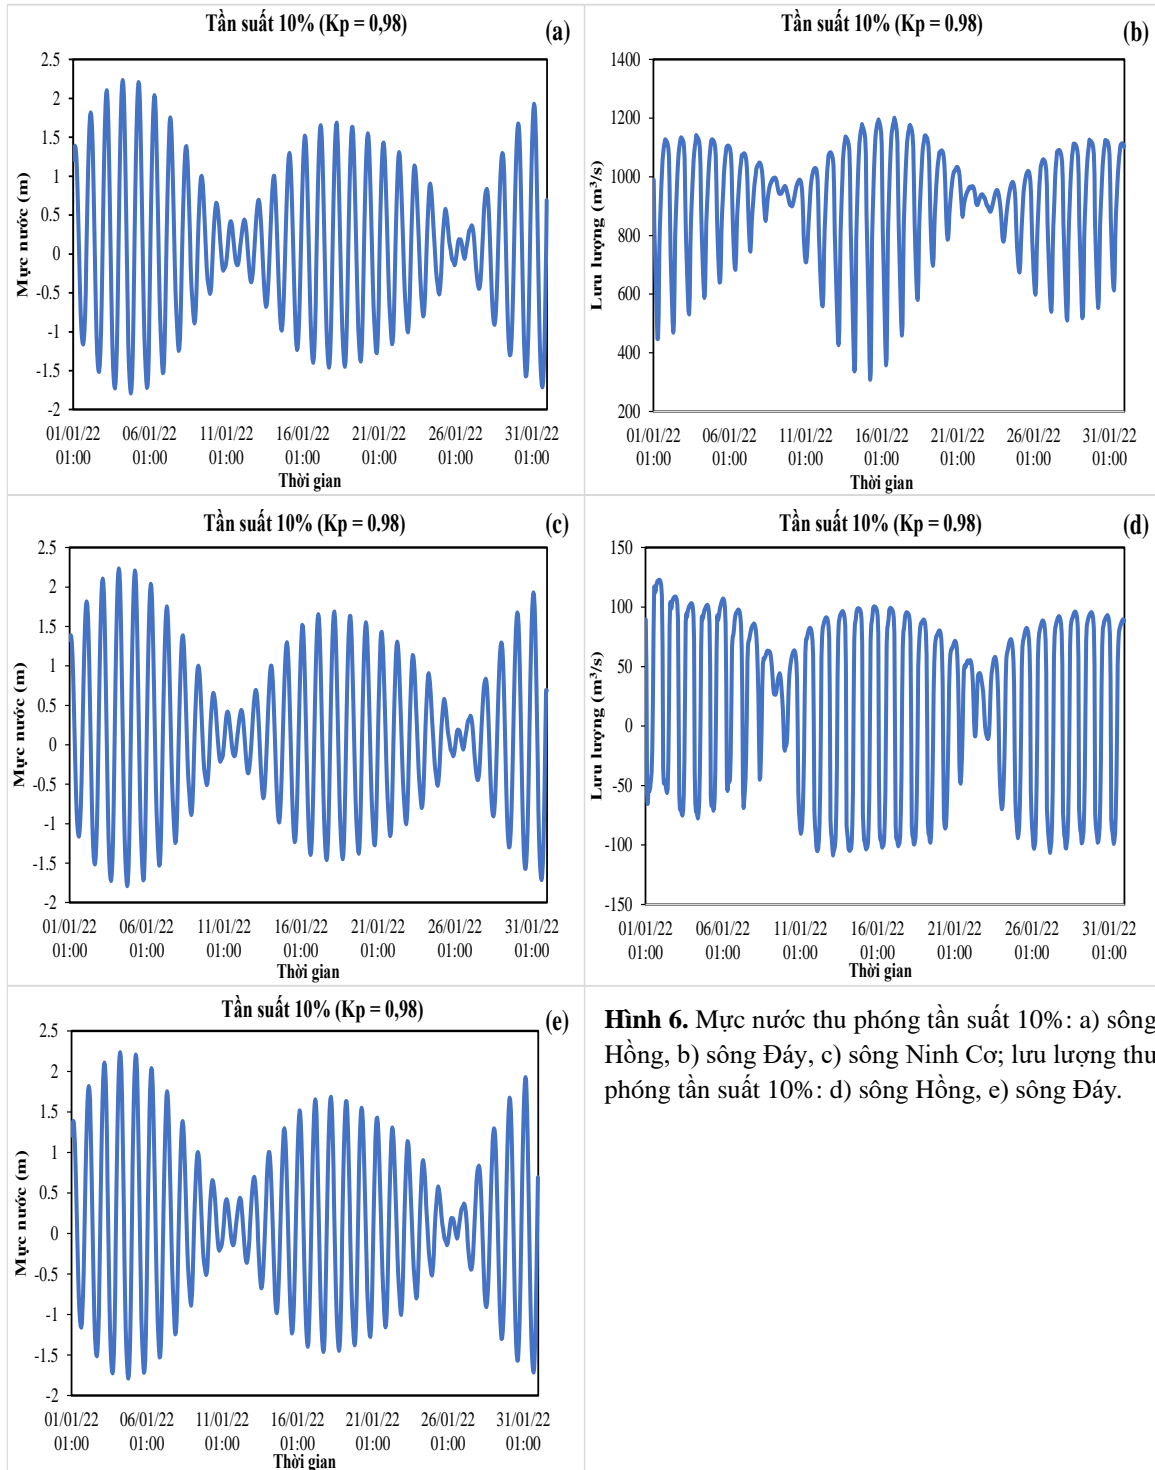 Tần suất 10% (Kp = 0,98)
(a)
Mực nước (m)
2.5
2
1.5
1
0.5
0
-0.5
-1
-1.5
-2
01/01/22 06/01/22 11/01/22 16/01/22 21/01/22 26/01/22 31/01/22
01:00 01:00 01:00 01:00 01:00 01:00 01:00
Thời gian
Tần suất 10% (Kp = 0.98)
(b)
Lưu lượng (m³/s)
1400
1200
1000
800
600
400
200
01/01/22 06/01/22 11/01/22 16/01/22 21/01/22 26/01/22 31/01/22
01:00 01:00 01:00 01:00 01:00 01:00 01:00
Thời gian
Tần suất 10% (Kp = 0.98)
(c)
Mực nước (m)
2.5
2
1.5
1
0.5
0
-0.5
-1
-1.5
-2
01/01/22 06/01/22 11/01/22 16/01/22 21/01/22 26/01/22 31/01/22
01:00 01:00 01:00 01:00 01:00 01:00 01:00
Thời gian
Tần suất 10% (Kp = 0.98)
(d)
Lưu lượng (m³/s)
150
100
50
0
-50
-100
-150
01/01/22 06/01/22 11/01/22 16/01/22 21/01/22 26/01/22 31/01/22
01:00 01:00 01:00 01:00 01:00 01:00 01:00
Thời gian
Tần suất 10% (Kp = 0,98)
(e)
Mực nước (m)
2.5
2
1.5
1
0.5
0
-0.5
-1
-1.5
-2
01/01/22 06/01/22 11/01/22 16/01/22 21/01/22 26/01/22 31/01/22
01:00 01:00 01:00 01:00 01:00 01:00 01:00
Thời gian
Hình 6. Mực nước thu phóng tần suất 10%: a) sông
Hồng, b) sông Đáy, c) sông Ninh Cơ; lưu lượng thu
phóng tần suất 10%: d) sông Hồng, e) sông Đáy.